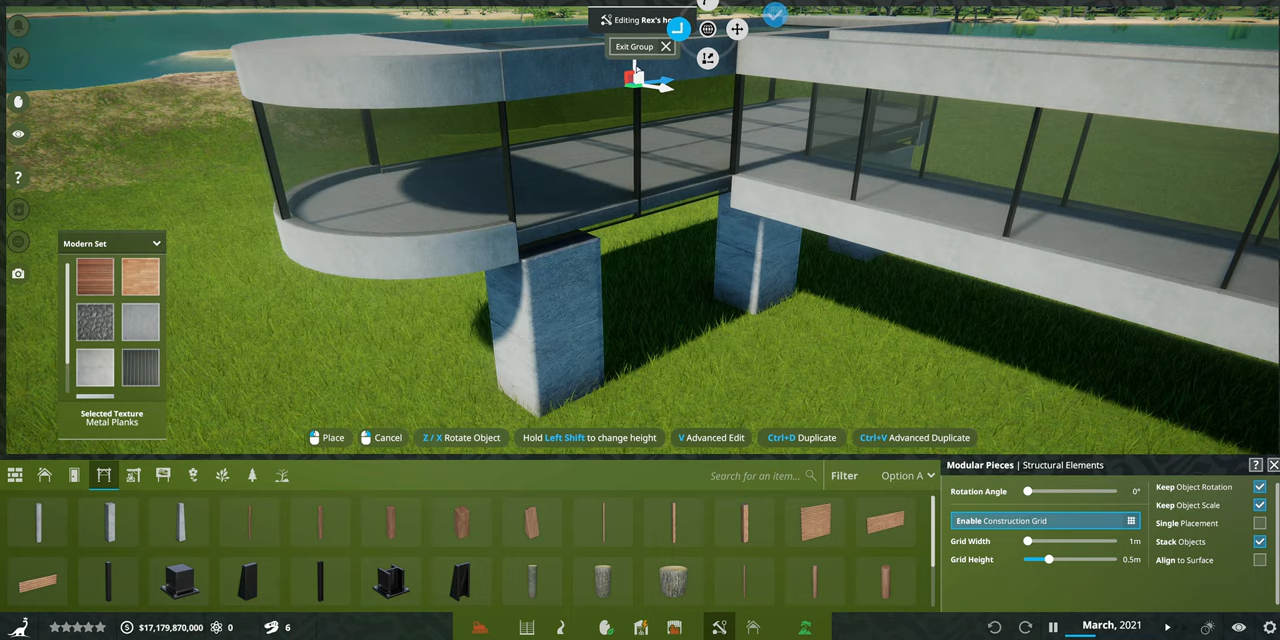 Editing Rex's ho
Exit Group
?
Modern Set
Selected Texture
Metal Planks
Place
Cancel
Z / X Rotate Object
Hold Left Shift to change height
V Advanced Edit
Ctrl+D Duplicate
Ctrl+V Advanced Duplicate
Search for an item...
Filter
Option A
Modular Pieces | Structural Elements
?
Rotation Angle
0°
Enable Construction Grid
Grid Width
1m
Grid Height
0.5m
Keep Object Rotation
Keep Object Scale
Single Placement
Stack Objects
Align to Surface
$17,179,870,000
0
6
March, 2021